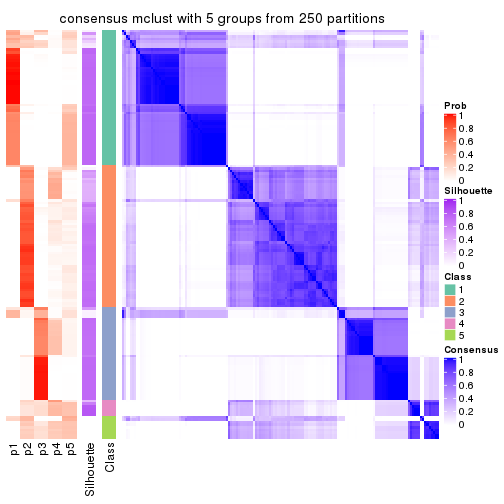 consensus mclust with 5 groups from 250 partitions
Prob
1
0.8
0.6
0.4
0.2
0
Silhouette
1
0.8
0.6
0.4
0.2
0
Class
1
2
3
4
5
Consensus
1
0.8
0.6
0.4
0.2
0
p1
p2
p3
p4
p5
Silhouette
Class